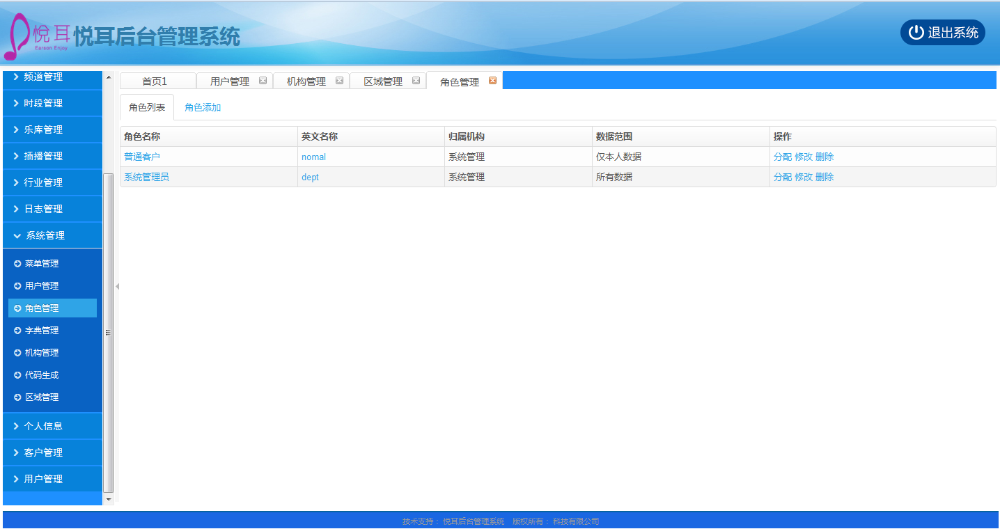 悦耳
Earson Enjoy
悦耳后台管理系统
退出系统
频道管理
时段管理
乐库管理
插播管理
行业管理
日志管理
系统管理
菜单管理
用户管理
角色管理
字典管理
机构管理
代码生成
区域管理
个人信息
客户管理
用户管理
首页1 用户管理 机构管理 区域管理 角色管理
角色列表 角色添加
角色名称 英文名称 归属机构 数据范围 操作
普通客户 nomal 系统管理 仅本人数据 分配 修改 删除
系统管理员 dept 系统管理 所有数据 分配 修改 删除
技术支持： 悦耳后台管理系统 版权所有： 科技有限公司